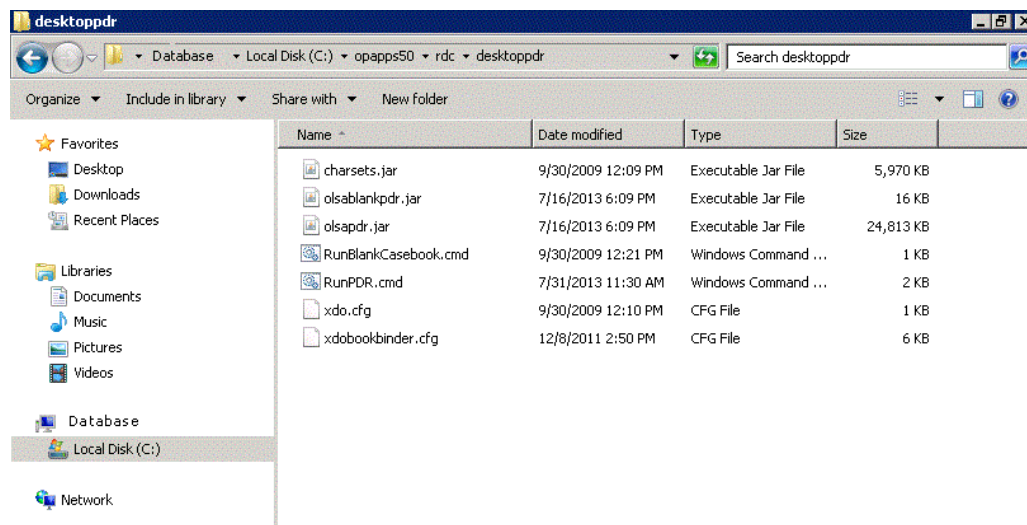 desktoppdr
Database Local Disk (C:) opapps50 rdc desktoppdr Search desktoppdr
Organize Include in library Share with New folder
Name Date modified Type Size
Favorites
Desktop
Downloads
Recent Places
Libraries
Documents
Music
Pictures
Videos
Database
Local Disk (C:)
Network
charsets.jar 9/30/2009 12:09 PM Executable Jar File 5,970 KB
olsablankpdr.jar 7/16/2013 6:09 PM Executable Jar File 16 KB
olsapdr.jar 7/16/2013 6:09 PM Executable Jar File 24,813 KB
RunBlankCasebook.cmd 9/30/2009 12:21 PM Windows Command ... 1 KB
RunPDR.cmd 7/31/2013 11:30 AM Windows Command ... 2 KB
xdo.cfg 9/30/2009 12:10 PM CFG File 1 KB
xdobookbinder.cfg 12/8/2011 2:50 PM CFG File 6 KB